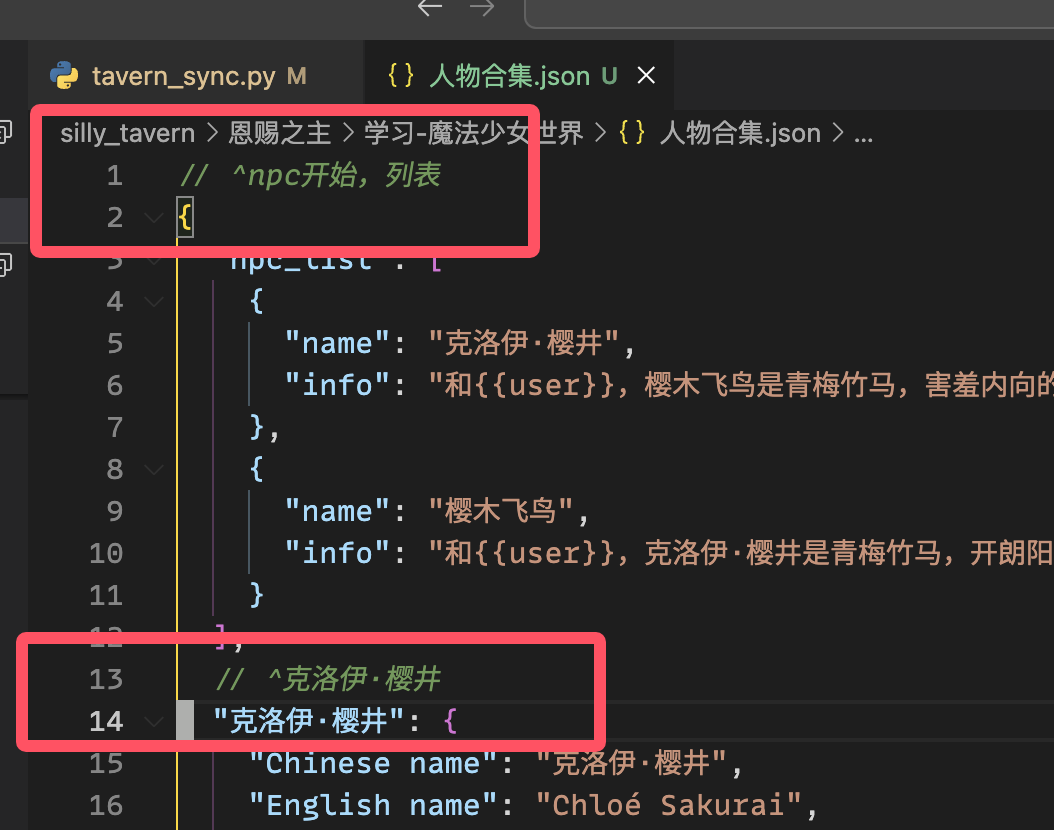 tavern_sync.py M
{ } 人物合集.json U
silly_tavern > 恩赐之主 > 学习-魔法少女世界 > { } 人物合集.json > ...
1 // ^npc开始，列表
2 {
3 "npc_list": [
4 {
5 "name": "克洛伊·樱井",
6 "info": "和{{user}}，樱木飞鸟是青梅竹马，害羞内向的
7 },
8 {
9 "name": "樱木飞鸟",
10 "info": "和{{user}}，克洛伊·樱井是青梅竹马，开朗阳
11 }
12 ],
13 // ^克洛伊·樱井
14 "克洛伊·樱井": {
15 "Chinese name": "克洛伊·樱井",
16 "English name": "Chloé Sakurai",